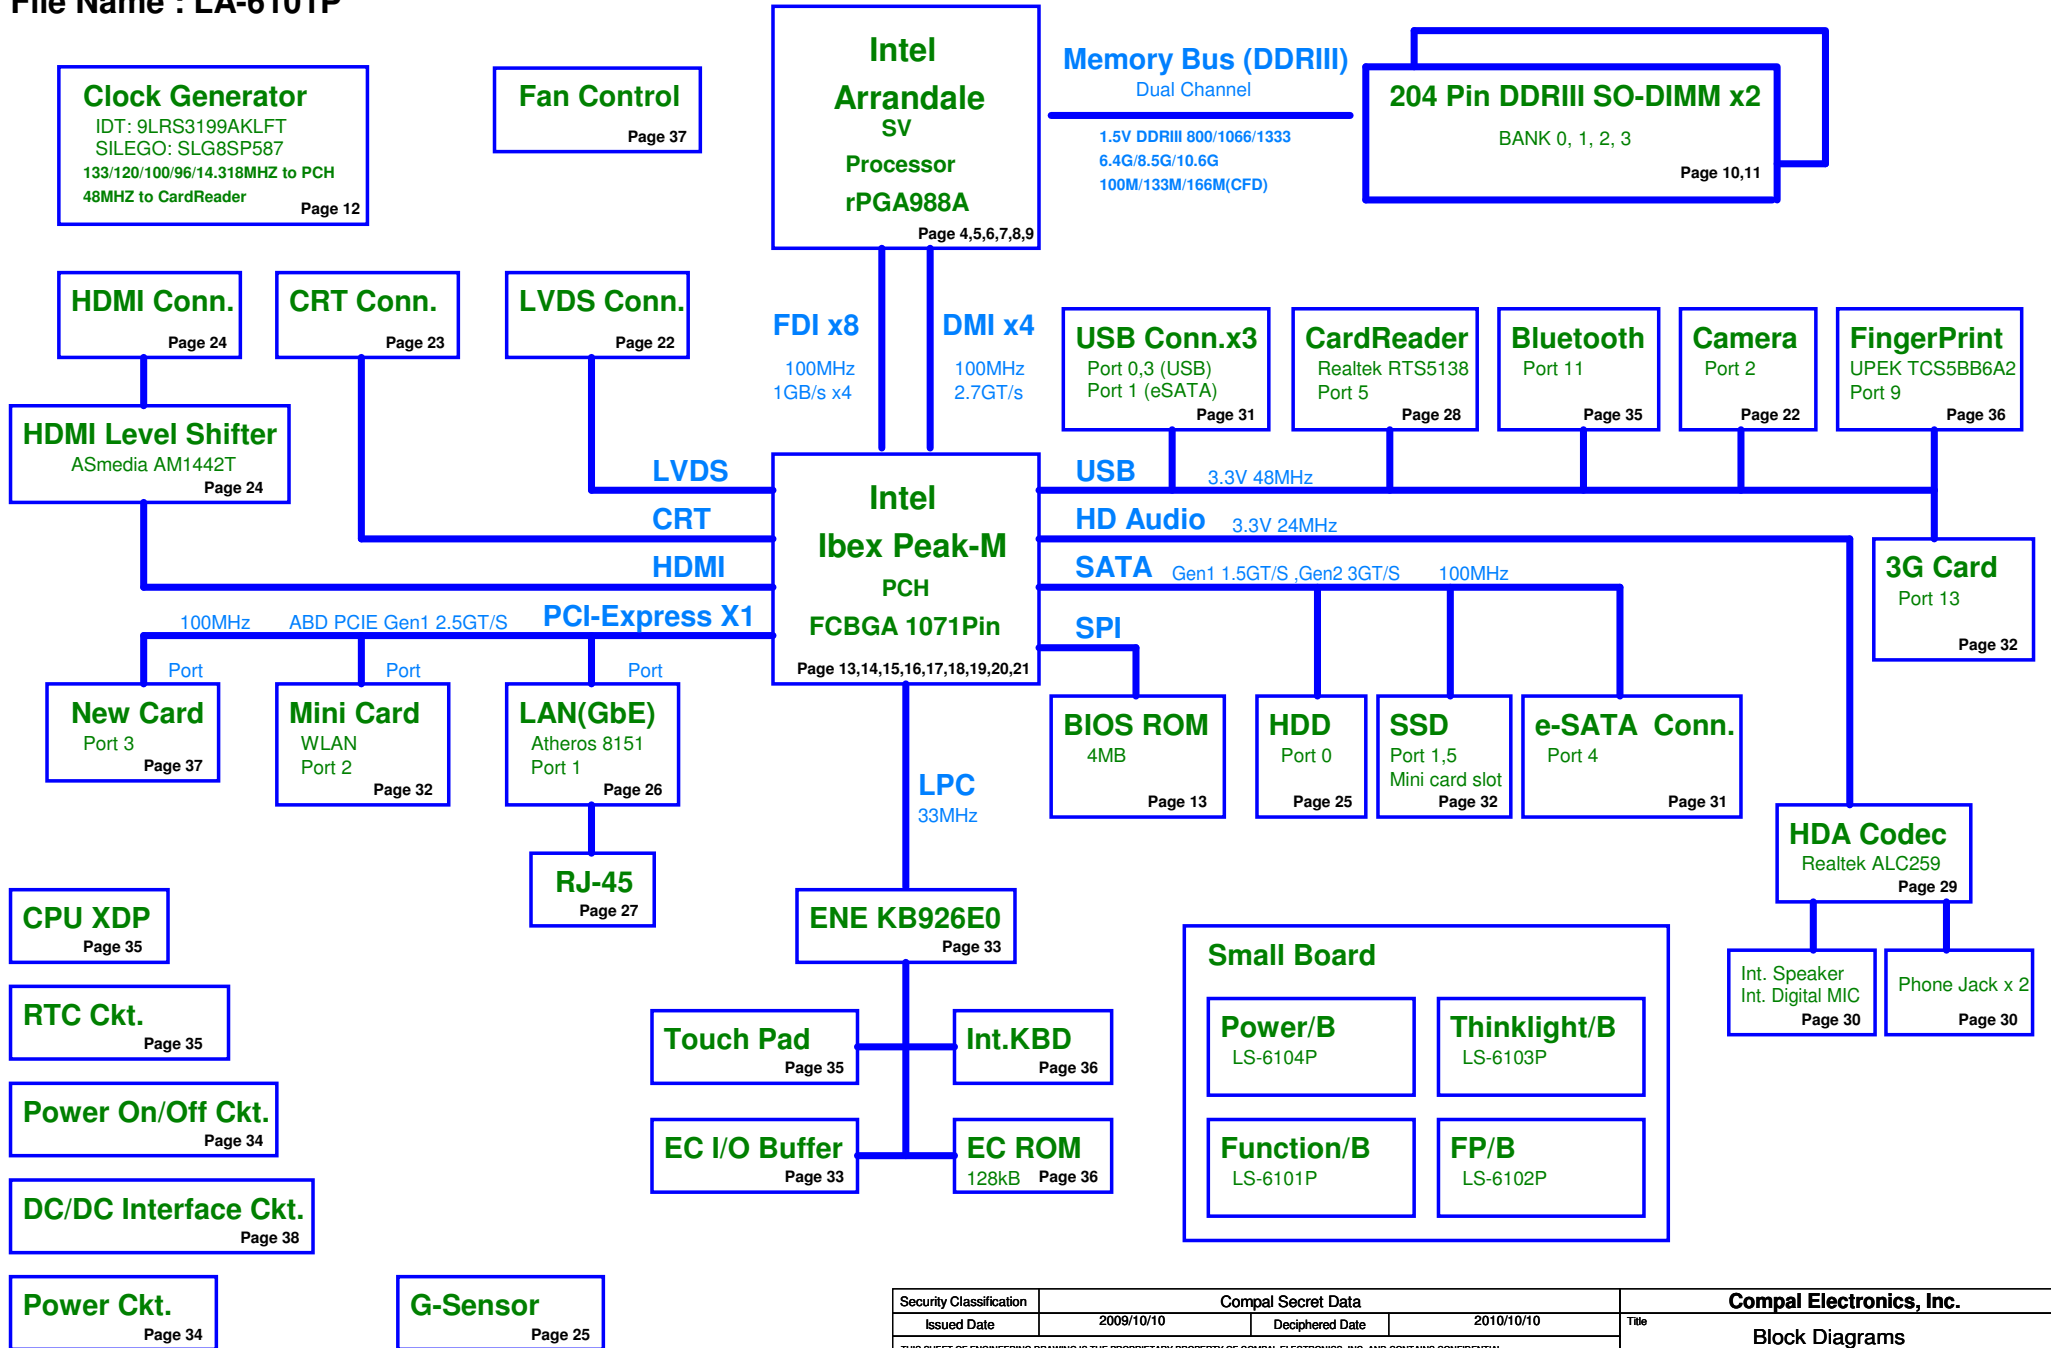 File Name : LA-6101P
Clock Generator
IDT: 9LRS3199AKLFT
SILEGO: SLG8SP587
133/120/100/96/14.318MHZ to PCH
48MHZ to CardReader
Page 12
Fan Control
Page 37
Intel
Arrandale
SV
Processor
rPGA988A
Page 4,5,6,7,8,9
Memory Bus (DDRIII)
Dual Channel
1.5V DDRIII 800/1066/1333
6.4G/8.5G/10.6G
100M/133M/166M(CFD)
204 Pin DDRIII SO-DIMM x2
BANK 0, 1, 2, 3
Page 10,11
HDMI Conn.
Page 24
CRT Conn.
Page 23
LVDS Conn.
Page 22
FDI x8
100MHz
1GB/s x4
DMI x4
100MHz
2.7GT/s
USB Conn.x3
Port 0,3 (USB)
Port 1 (eSATA)
Page 31
CardReader
Realtek RTS5138
Port 5
Page 28
Bluetooth
Port 11
Page 35
Camera
Port 2
Page 22
FingerPrint
UPEK TCS5BB6A2
Port 9
Page 36
HDMI Level Shifter
ASmedia AM1442T
Page 24
LVDS
CRT
HDMI
PCI-Express X1
100MHz
ABD PCIE Gen1 2.5GT/S
Intel
Ibex Peak-M
PCH
FCBGA 1071Pin
Page 13,14,15,16,17,18,19,20,21
USB
3.3V 48MHz
HD Audio
3.3V 24MHz
SATA
Gen1 1.5GT/S ,Gen2 3GT/S
100MHz
SPI
3G Card
Port 13
Page 32
Port
Port
Port
New Card
Port 3
Page 37
Mini Card
WLAN
Port 2
Page 32
LAN(GbE)
Atheros 8151
Port 1
Page 26
LPC
33MHz
BIOS ROM
4MB
Page 13
HDD
Port 0
Page 25
SSD
Port 1,5
Mini card slot
Page 32
e-SATA Conn.
Port 4
Page 31
HDA Codec
Realtek ALC259
Page 29
RJ-45
Page 27
CPU XDP
Page 35
ENE KB926E0
Page 33
Small Board
Int. Speaker
Int. Digital MIC
Page 30
Phone Jack x 2
Page 30
RTC Ckt.
Page 35
Touch Pad
Page 35
Int.KBD
Page 36
Power/B
LS-6104P
Thinklight/B
LS-6103P
Power On/Off Ckt.
Page 34
EC I/O Buffer
Page 33
EC ROM
128kB
Page 36
Function/B
LS-6101P
FP/B
LS-6102P
DC/DC Interface Ckt.
Page 38
Power Ckt.
Page 34
G-Sensor
Page 25
Security Classification
Compal Secret Data
Compal Electronics, Inc.
Issued Date
2009/10/10
Deciphered Date
2010/10/10
Title
Block Diagrams
THIS SHEET OF ENGINEERING DRAWING IS THE PROPRIETARY PROPERTY OF COMPAL ELECTRONICS, INC. AND CONTAINS CONFIDENTIAL